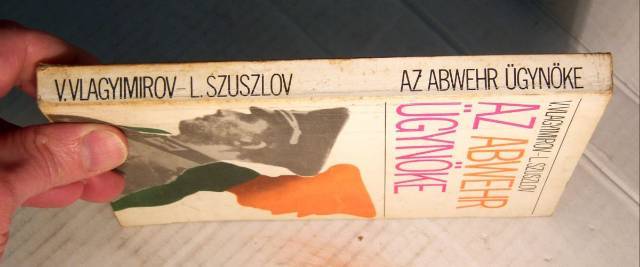 V. VLAGYIMIROV – L. SZUSZLOV AZ ABWEHR ÜGYNÖKE
V. VLAGYIMIROV – L. SZUSZLOV
AZ ABWEHR
ÜGYNÖKE